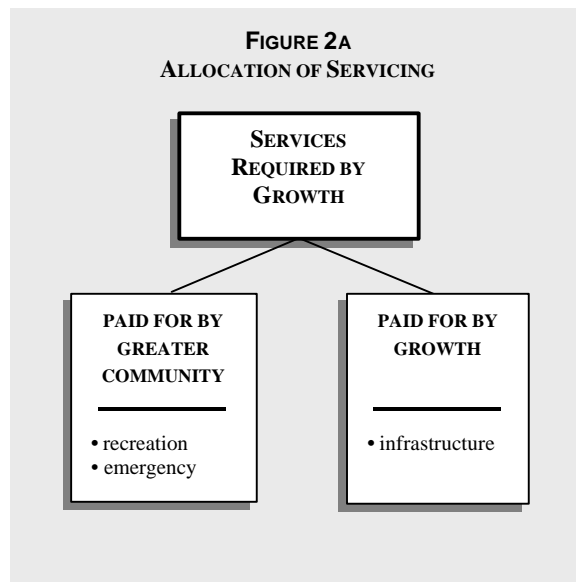 FIGURE 2A
ALLOCATION OF SERVICING
SERVICES
REQUIRED BY
GROWTH
PAID FOR BY
GREATER
COMMUNITY
• recreation
• emergency
PAID FOR BY
GROWTH
• infrastructure